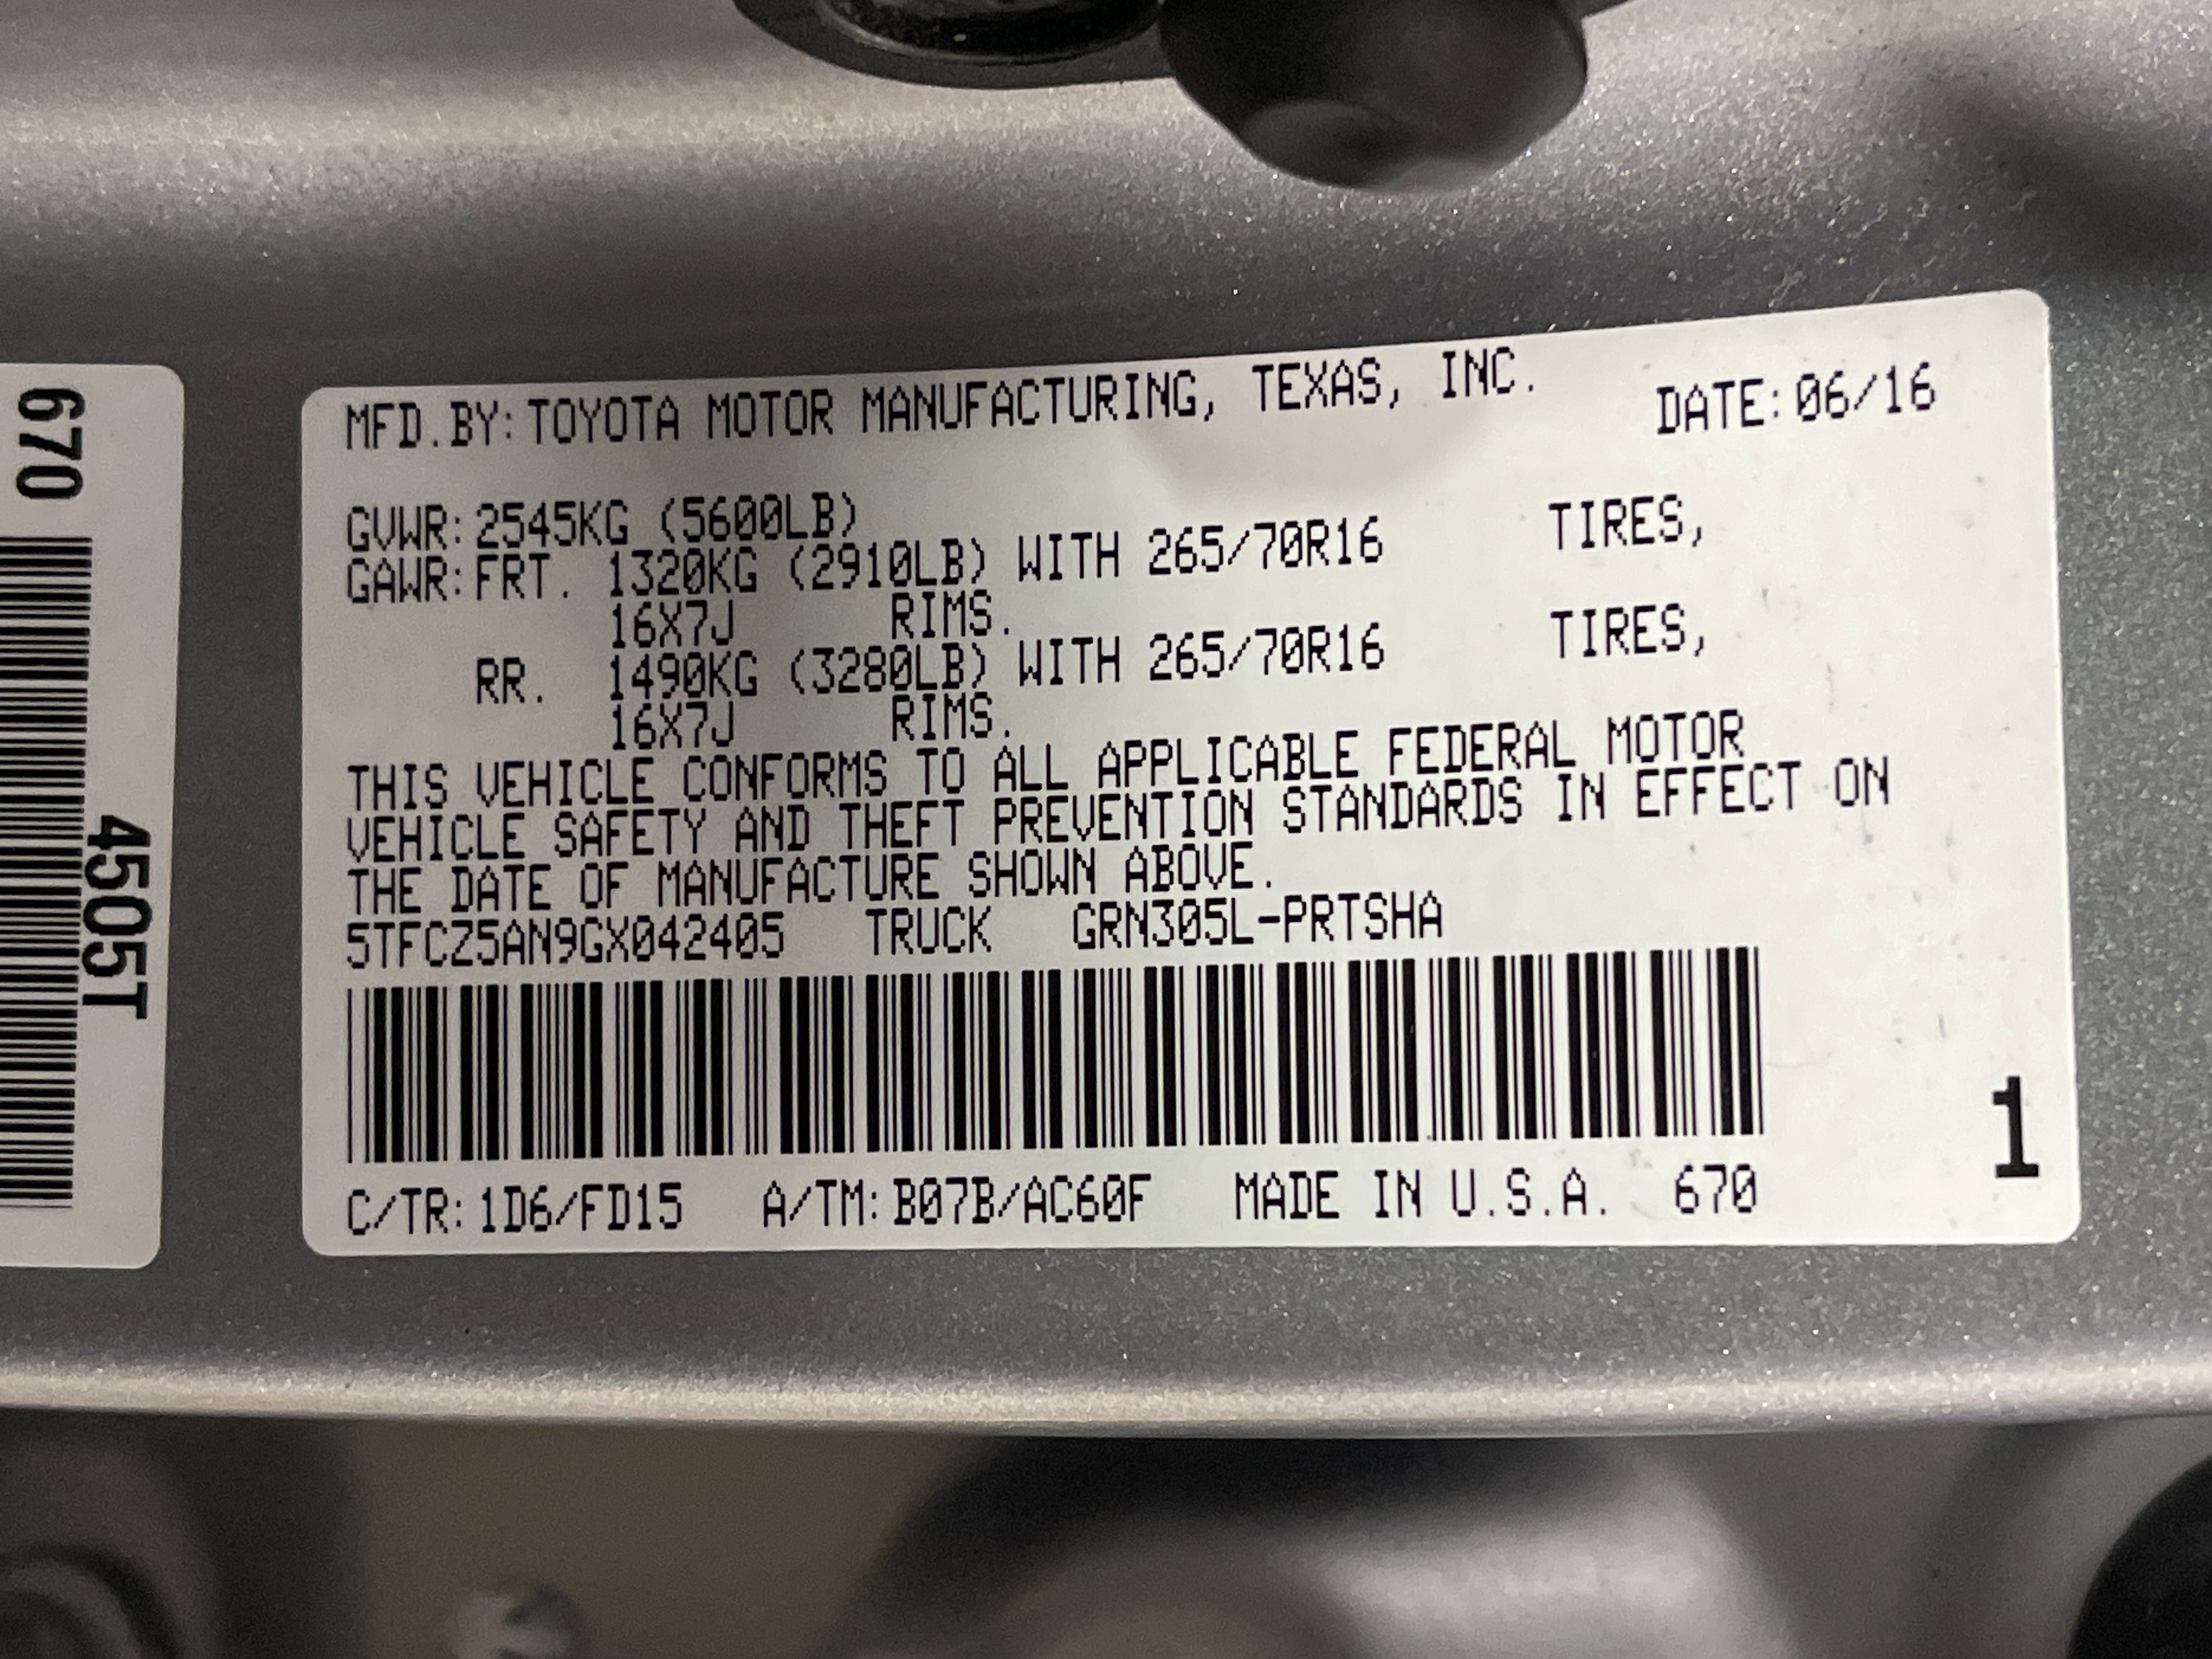 670
4505T
MFD.BY:TOYOTA MOTOR MANUFACTURING, TEXAS, INC. DATE:06/16
GVWR:2545KG (5600LB)
GAWR:FRT. 1320KG (2910LB) WITH 265/70R16 TIRES,
16X7J RIMS.
RR. 1490KG (3280LB) WITH 265/70R16 TIRES,
16X7J RIMS.
THIS VEHICLE CONFORMS TO ALL APPLICABLE FEDERAL MOTOR
VEHICLE SAFETY AND THEFT PREVENTION STANDARDS IN EFFECT ON
THE DATE OF MANUFACTURE SHOWN ABOVE.
5TFCZ5AN9GX042405 TRUCK GRN305L-PRTSHA
C/TR:1D6/FD15 A/TM:B07B/AC60F MADE IN U.S.A. 670
1